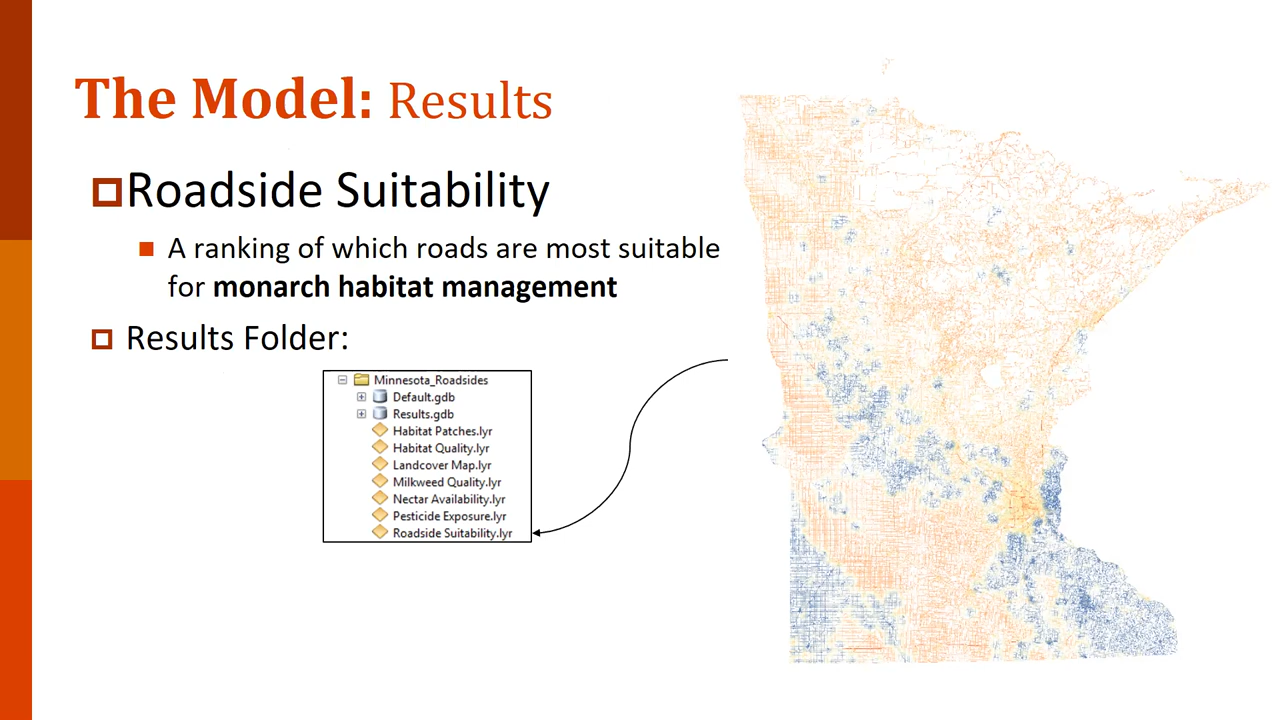 The Model: Results
Roadside Suitability
A ranking of which roads are most suitable
for monarch habitat management
Results Folder:
Minnesota_Roadsides
Default.gdb
Results.gdb
Habitat Patches.lyr
Habitat Quality.lyr
Landcover Map.lyr
Milkweed Quality.lyr
Nectar Availability.lyr
Pesticide Exposure.lyr
Roadside Suitability.lyr